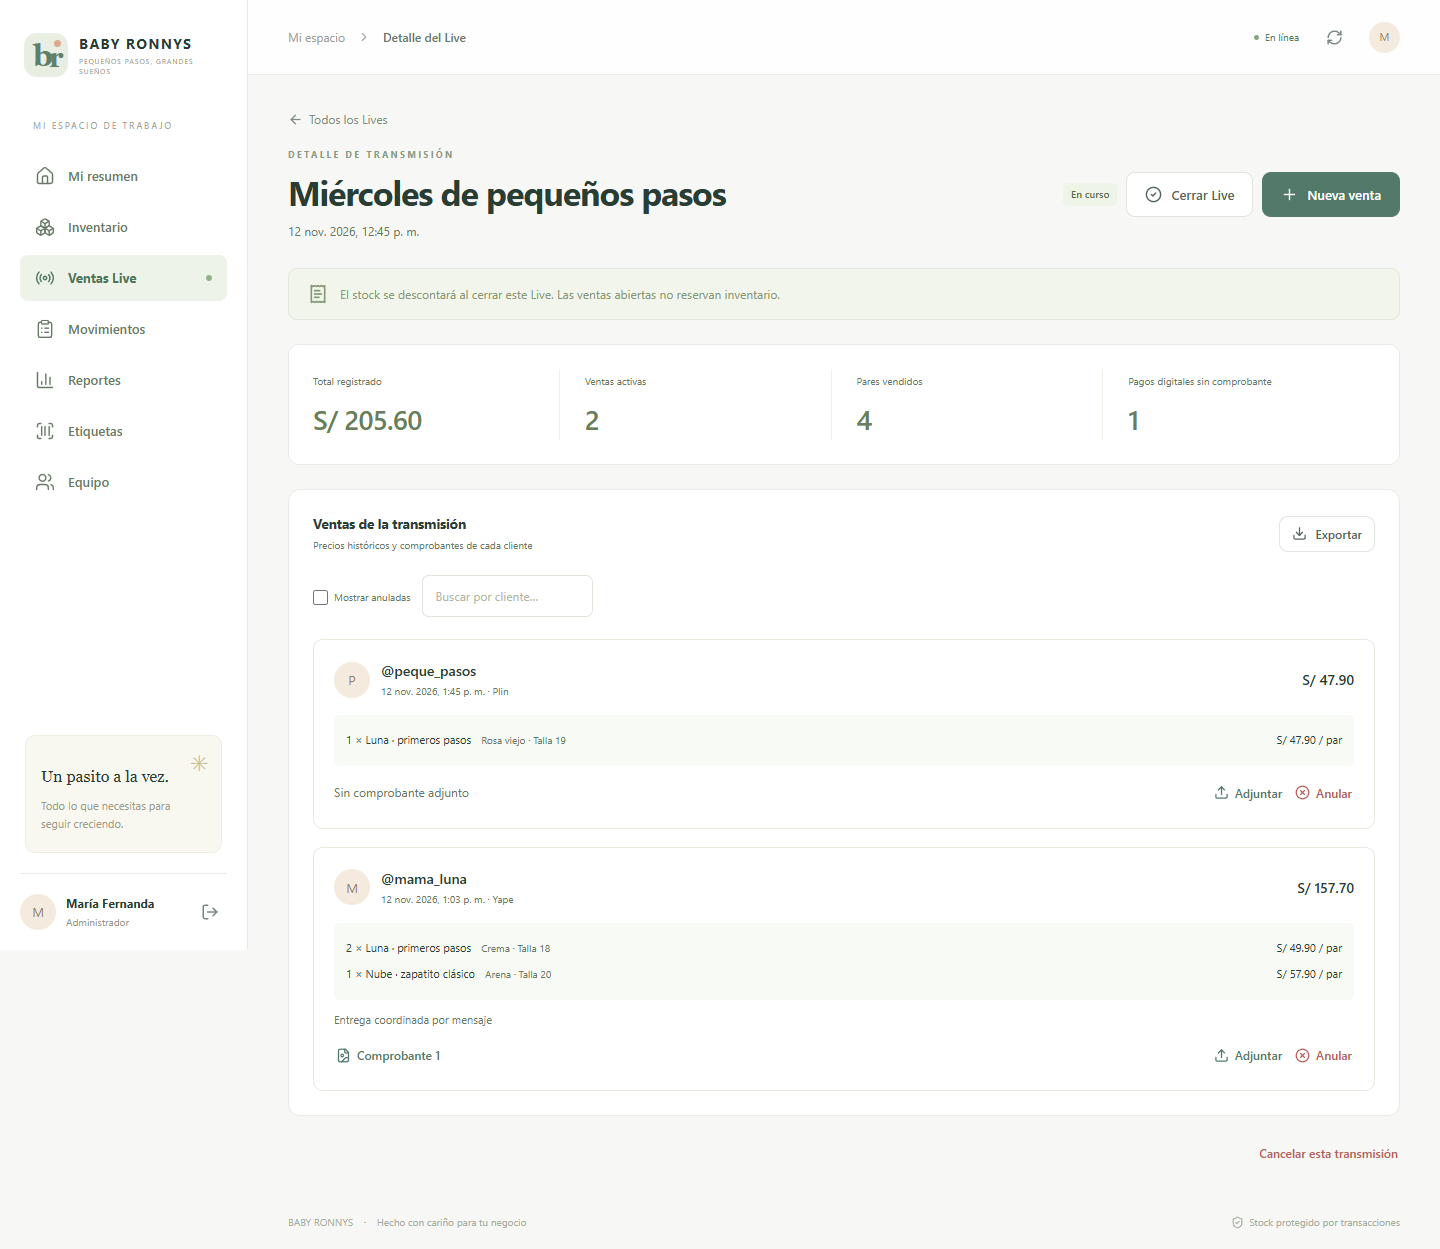 br
BABY RONNYS
PEQUEÑOS PASOS, GRANDES
SUEÑOS
MI ESPACIO DE TRABAJO
Mi resumen
Inventario
Ventas Live
Movimientos
Reportes
Etiquetas
Equipo
Un pasito a la vez.
Todo lo que necesitas para
seguir creciendo.
M
María Fernanda
Administrador
Mi espacio
Detalle del Live
En línea
M
Todos los Lives
DETALLE DE TRANSMISIÓN
Miércoles de pequeños pasos
12 nov. 2026, 12:45 p. m.
En curso
Cerrar Live
Nueva venta
El stock se descontará al cerrar este Live. Las ventas abiertas no reservan inventario.
Total registrado
S/ 205.60
Ventas activas
2
Pares vendidos
4
Pagos digitales sin comprobante
1
Ventas de la transmisión
Precios históricos y comprobantes de cada cliente
Exportar
Mostrar anuladas
Buscar por cliente...
P
@peque_pasos
12 nov. 2026, 1:45 p. m. · Plin
S/ 47.90
1 × Luna · primeros pasos Rosa viejo · Talla 19 S/ 47.90 / par
Sin comprobante adjunto
Adjuntar
Anular
M
@mama_luna
12 nov. 2026, 1:03 p. m. · Yape
S/ 157.70
2 × Luna · primeros pasos Crema · Talla 18 S/ 49.90 / par
1 × Nube · zapatito clásico Arena · Talla 20 S/ 57.90 / par
Entrega coordinada por mensaje
Comprobante 1
Adjuntar
Anular
Cancelar esta transmisión
BABY RONNYS · Hecho con cariño para tu negocio
Stock protegido por transacciones